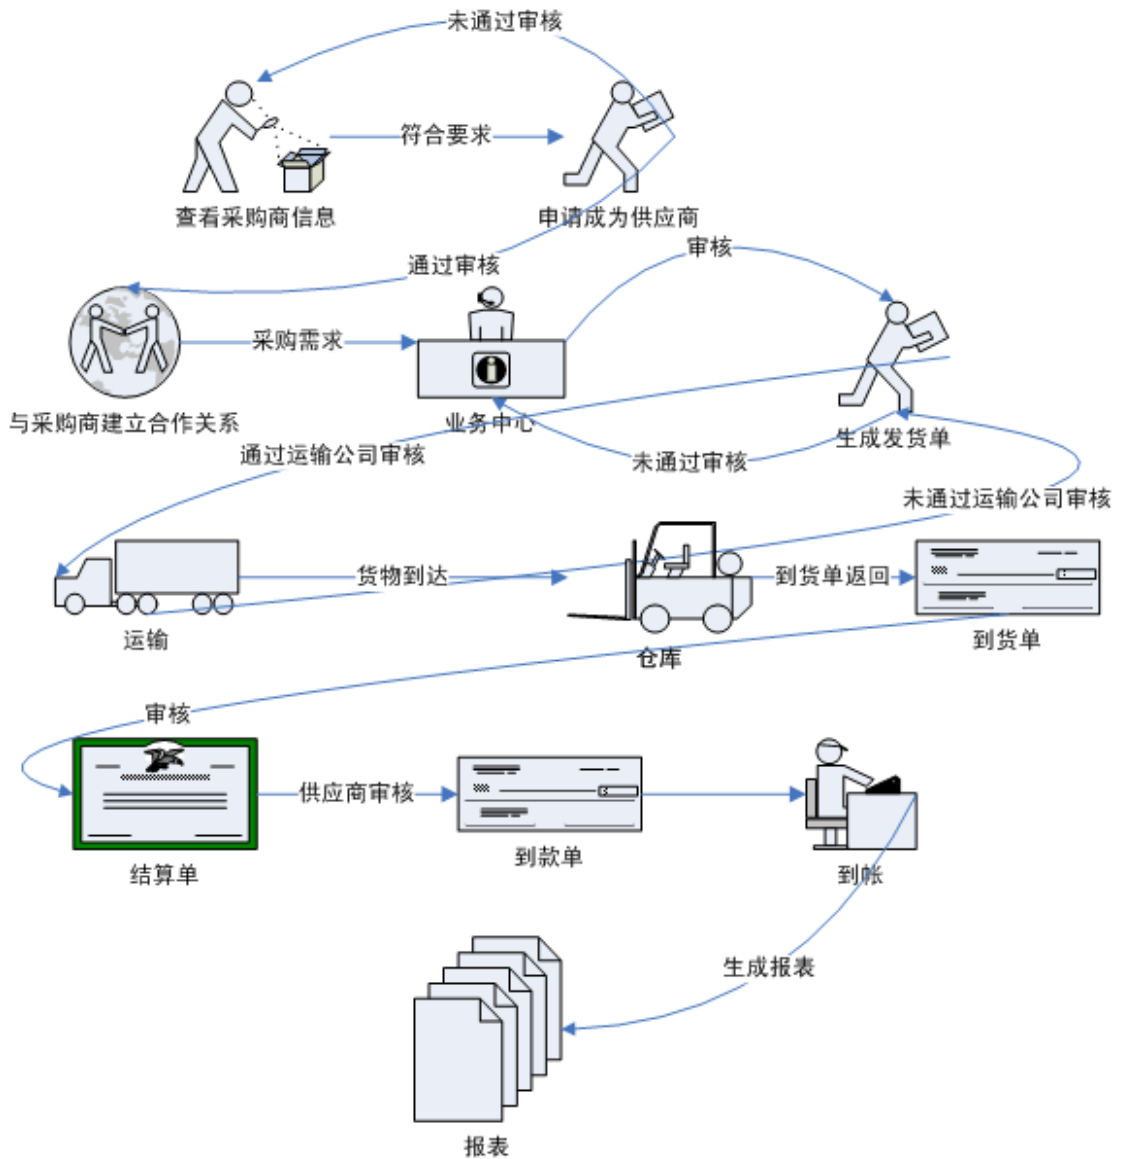 未通过审核
符合要求
查看采购商信息
申请成为供应商
通过审核
审核
采购需求
与采购商建立合作关系
业务中心
生成发货单
通过运输公司审核
未通过审核
未通过运输公司审核
货物到达
到货单返回
运输
仓库
到货单
审核
供应商审核
结算单
到款单
到帐
生成报表
报表